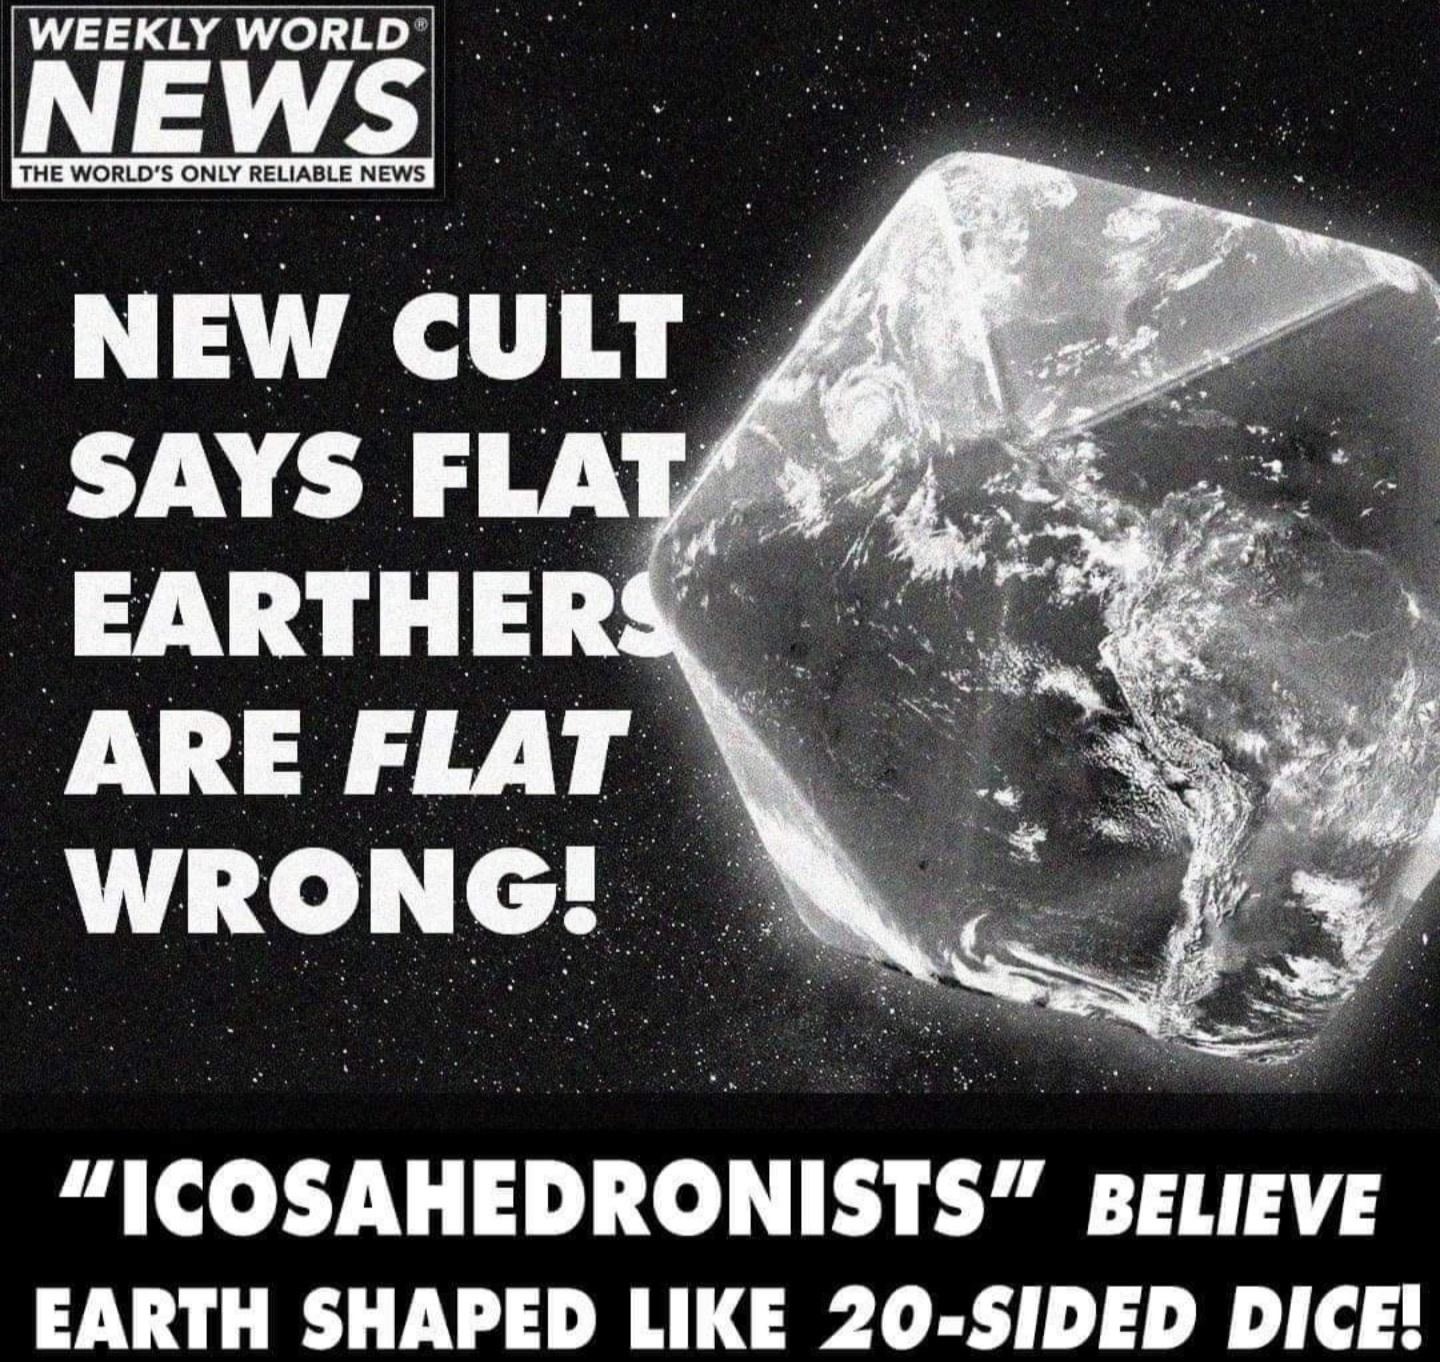 WEEKLY WORLD®
NEWS
THE WORLD'S ONLY RELIABLE NEWS
NEW CULT
SAYS FLAT
EARTHERS
ARE FLAT
WRONG!
"ICOSAHEDRONISTS" BELIEVE
EARTH SHAPED LIKE 20-SIDED DICE!